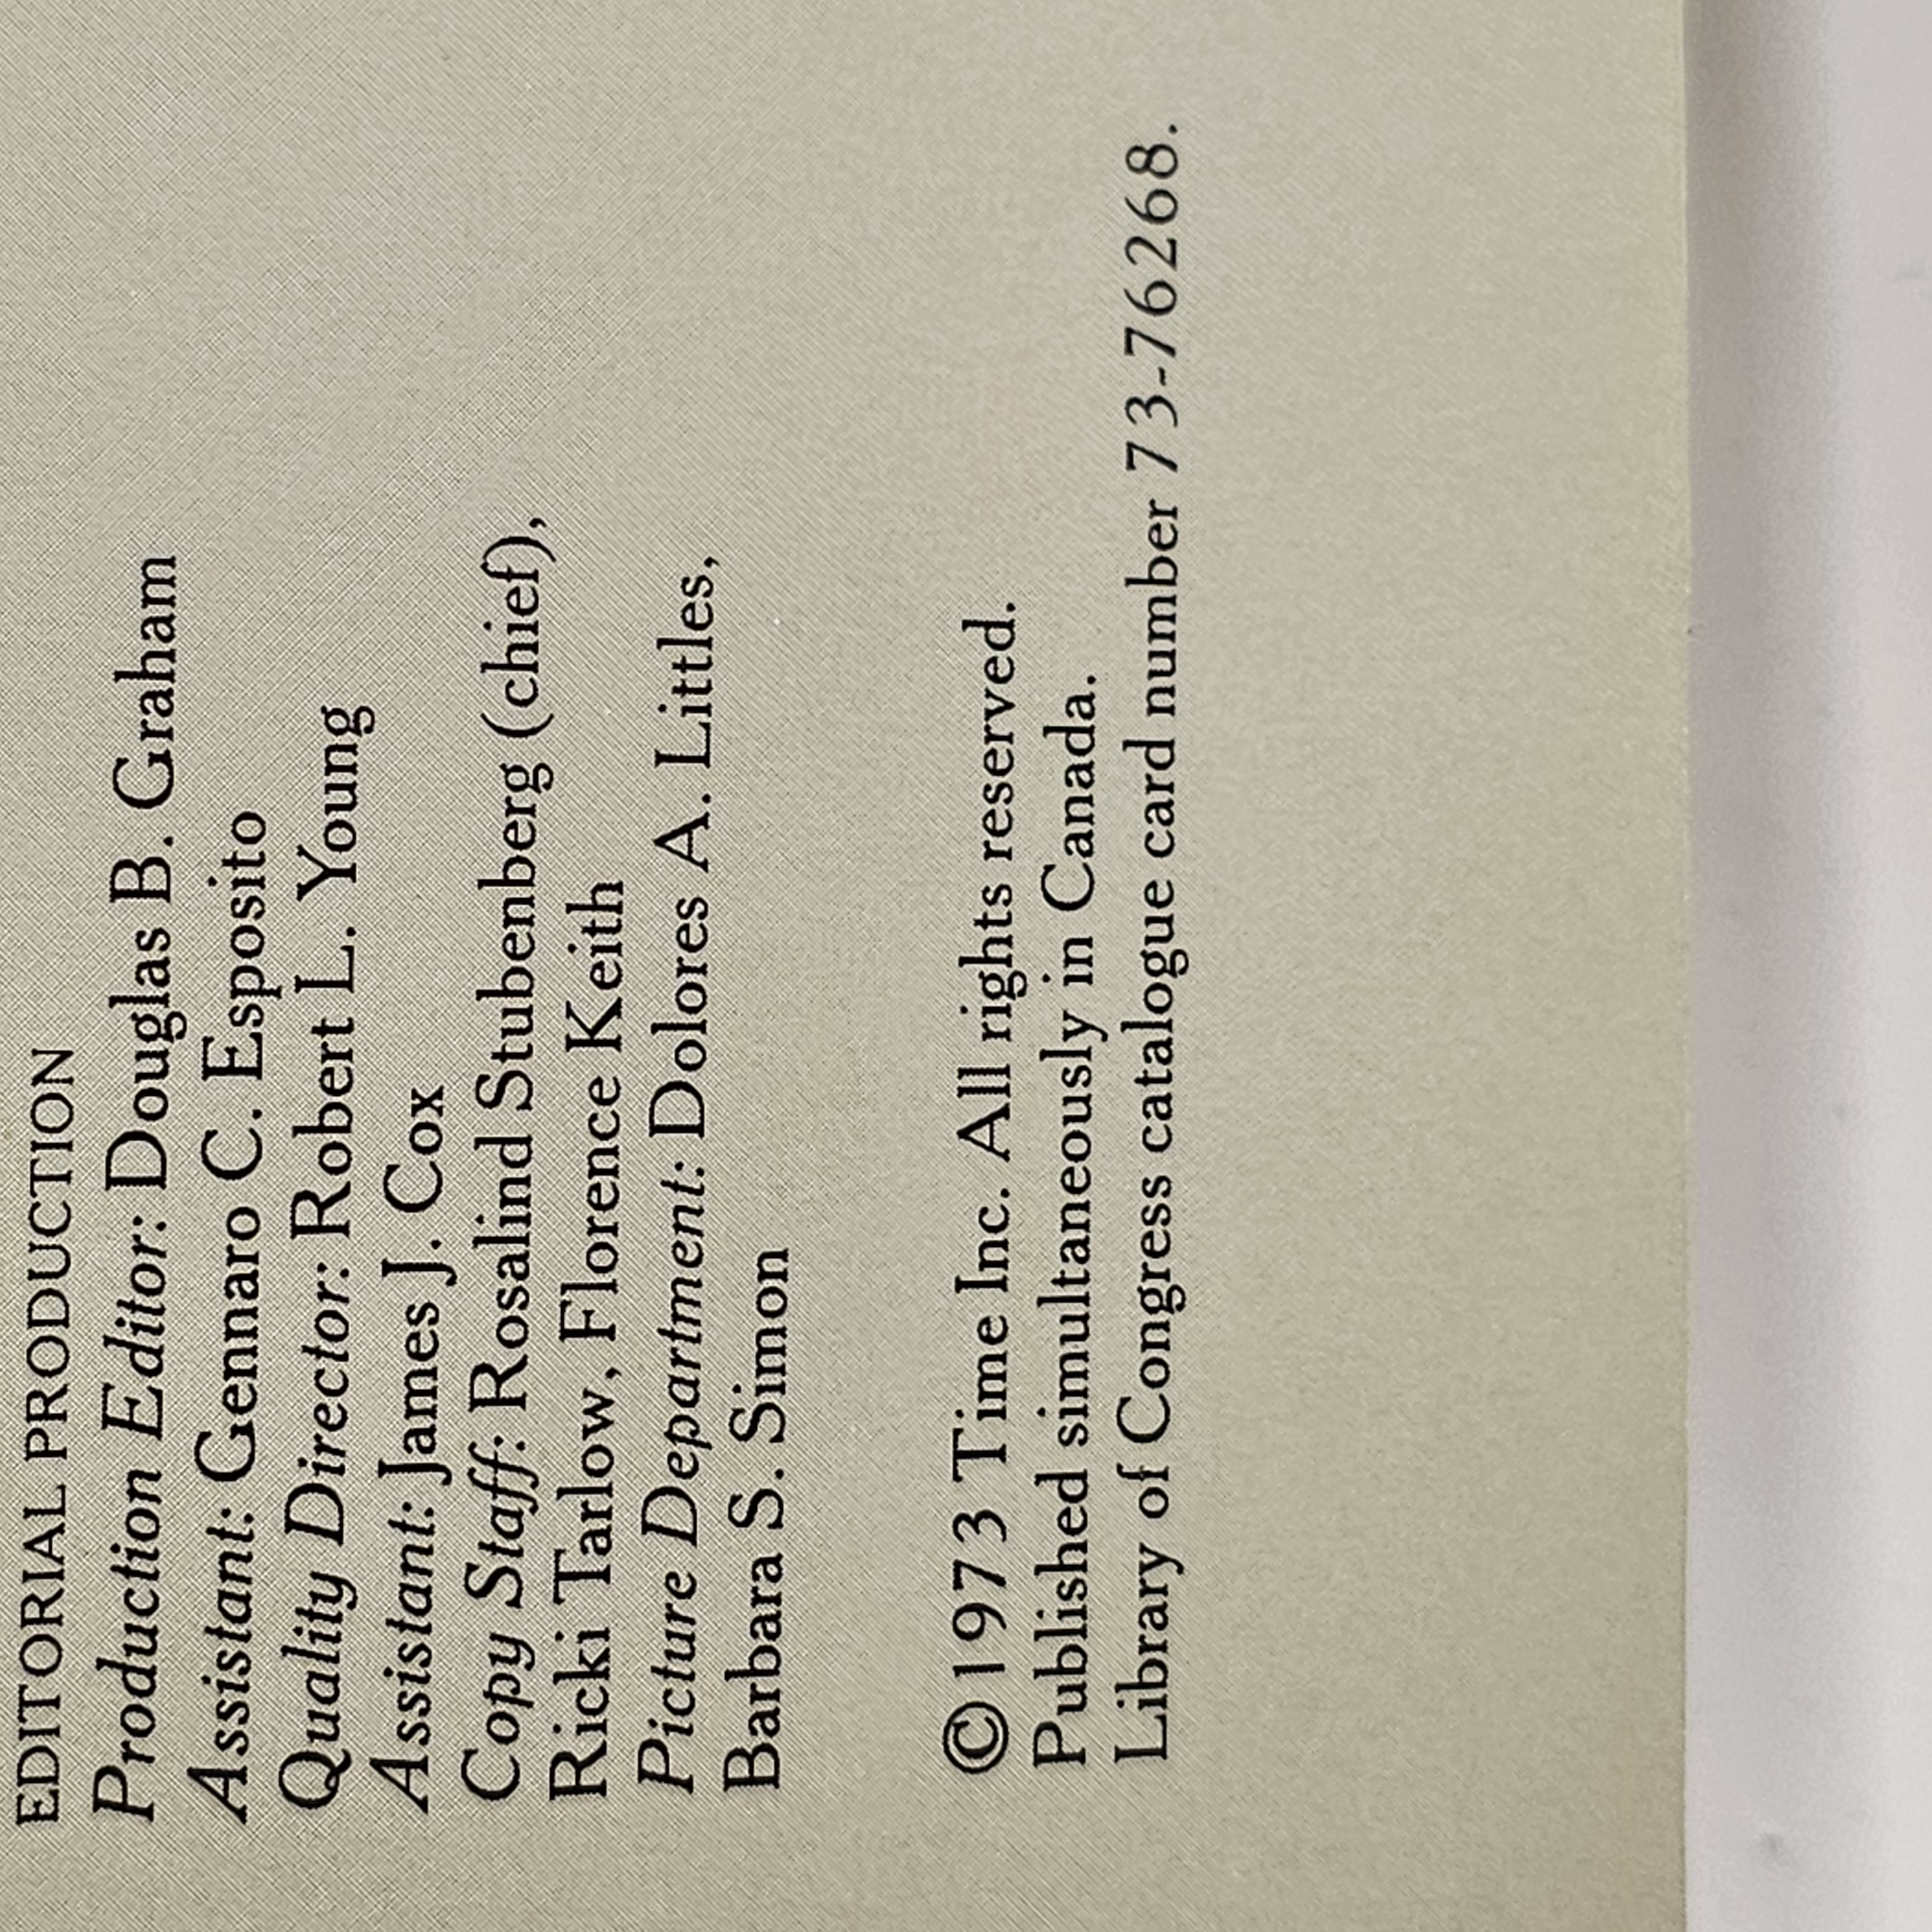 EDITORIAL PRODUCTION
Production Editor: Douglas B. Graham
Assistant: Gennaro C. Esposito
Quality Director: Robert L. Young
Assistant: James J. Cox
Copy Staff: Rosalind Stubenberg (chief),
Ricki Tarlow, Florence Keith
Picture Department: Dolores A. Littles,
Barbara S. Simon
©1973 Time Inc. All rights reserved.
Published simultaneously in Canada.
Library of Congress catalogue card number 73-76268.